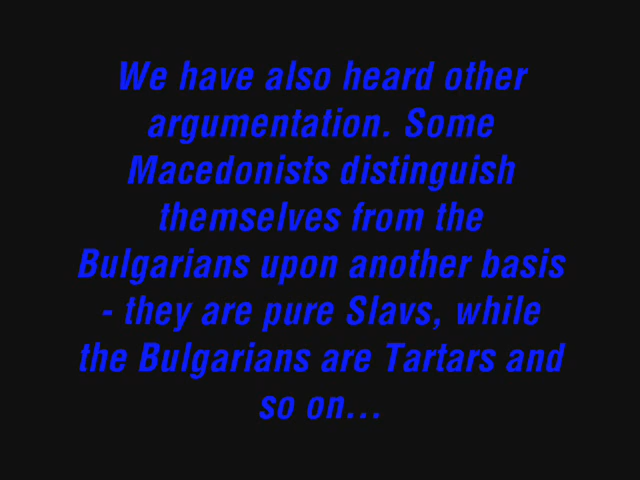 We have also heard other
argumentation. Some
Macedonists distinguish
themselves from the
Bulgarians upon another basis
- they are pure Slavs, while
the Bulgarians are Tartars and
so on...